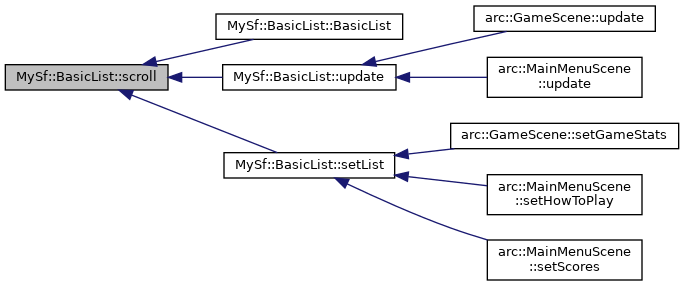 MySf::BasicList::scroll
MySf::BasicList::BasicList
MySf::BasicList::update
arc::GameScene::update
arc::MainMenuScene
::update
MySf::BasicList::setList
arc::GameScene::setGameStats
arc::MainMenuScene
::setHowToPlay
arc::MainMenuScene
::setScores